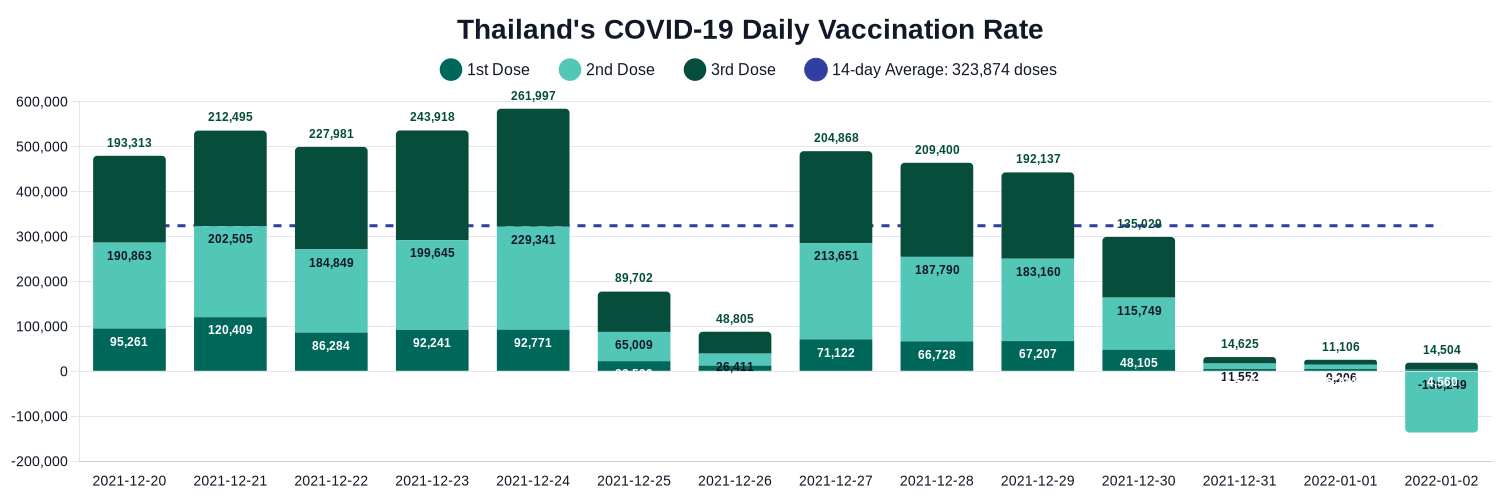 Thailand's COVID-19 Daily Vaccination Rate
1st Dose 2nd Dose 3rd Dose 14-day Average: 323,874 doses
600,000
500,000
400,000
300,000
200,000
100,000
0
-100,000
-200,000
193,313 212,495 227,981 243,918 261,997 89,702 48,805 204,868 209,400 192,137 135,029 14,625 11,106 14,504
190,863 202,505 184,849 199,645 229,341 65,009 26,411 213,651 187,790 183,160 115,749 11,552 9,206
95,261 120,409 86,284 92,241 92,771 71,122 66,728 67,207 48,105 4,560
2021-12-20 2021-12-21 2021-12-22 2021-12-23 2021-12-24 2021-12-25 2021-12-26 2021-12-27 2021-12-28 2021-12-29 2021-12-30 2021-12-31 2022-01-01 2022-01-02